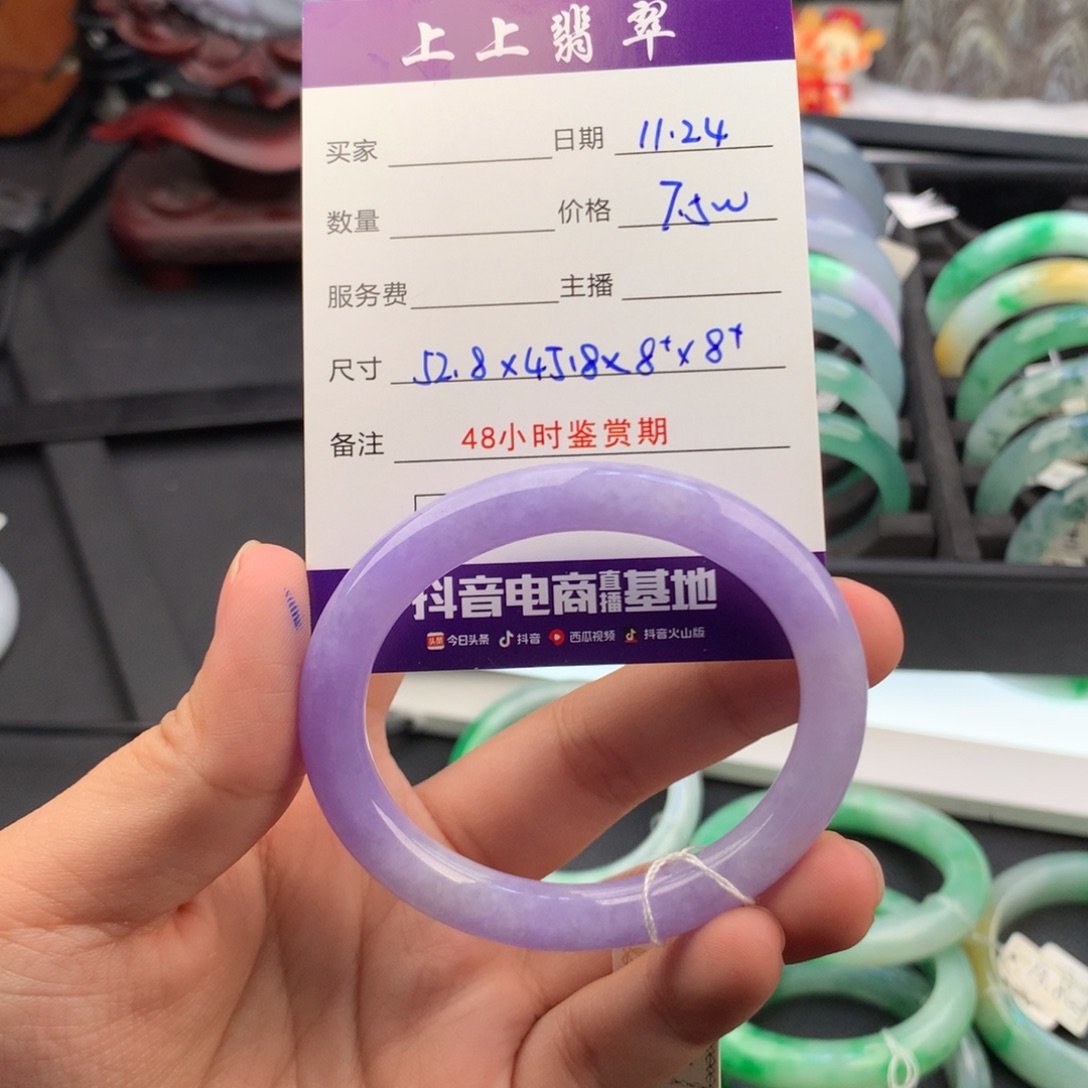 上上翡翠
买家 日期 11.24
数量 价格 7.5w
服务费 主播
尺寸 52.8×45.8×8⁺×8⁺
备注 48小时鉴赏期
抖音电商直播基地
头条 今日头条 抖音 西瓜视频 抖音火山版